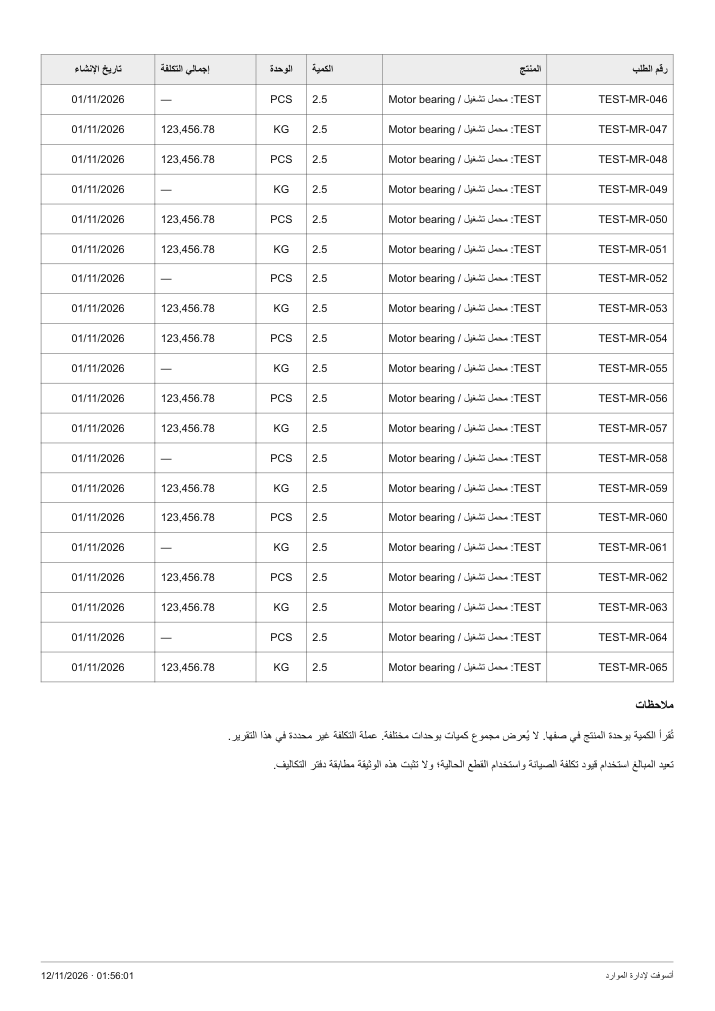 رقم الطلب المنتج الكمية الوحدة إجمالي التكلفة تاريخ الإنشاء
TEST-MR-046 TEST: محمل تشغيل / Motor bearing 2.5 PCS — 01/11/2026
TEST-MR-047 TEST: محمل تشغيل / Motor bearing 2.5 KG 123,456.78 01/11/2026
TEST-MR-048 TEST: محمل تشغيل / Motor bearing 2.5 PCS 123,456.78 01/11/2026
TEST-MR-049 TEST: محمل تشغيل / Motor bearing 2.5 KG — 01/11/2026
TEST-MR-050 TEST: محمل تشغيل / Motor bearing 2.5 PCS 123,456.78 01/11/2026
TEST-MR-051 TEST: محمل تشغيل / Motor bearing 2.5 KG 123,456.78 01/11/2026
TEST-MR-052 TEST: محمل تشغيل / Motor bearing 2.5 PCS — 01/11/2026
TEST-MR-053 TEST: محمل تشغيل / Motor bearing 2.5 KG 123,456.78 01/11/2026
TEST-MR-054 TEST: محمل تشغيل / Motor bearing 2.5 PCS 123,456.78 01/11/2026
TEST-MR-055 TEST: محمل تشغيل / Motor bearing 2.5 KG — 01/11/2026
TEST-MR-056 TEST: محمل تشغيل / Motor bearing 2.5 PCS 123,456.78 01/11/2026
TEST-MR-057 TEST: محمل تشغيل / Motor bearing 2.5 KG 123,456.78 01/11/2026
TEST-MR-058 TEST: محمل تشغيل / Motor bearing 2.5 PCS — 01/11/2026
TEST-MR-059 TEST: محمل تشغيل / Motor bearing 2.5 KG 123,456.78 01/11/2026
TEST-MR-060 TEST: محمل تشغيل / Motor bearing 2.5 PCS 123,456.78 01/11/2026
TEST-MR-061 TEST: محمل تشغيل / Motor bearing 2.5 KG — 01/11/2026
TEST-MR-062 TEST: محمل تشغيل / Motor bearing 2.5 PCS 123,456.78 01/11/2026
TEST-MR-063 TEST: محمل تشغيل / Motor bearing 2.5 KG 123,456.78 01/11/2026
TEST-MR-064 TEST: محمل تشغيل / Motor bearing 2.5 PCS — 01/11/2026
TEST-MR-065 TEST: محمل تشغيل / Motor bearing 2.5 KG 123,456.78 01/11/2026
ملاحظات
تُقرأ الكمية بوحدة المنتج في صفها. لا يُعرض مجموع كميات بوحدات مختلفة. عملة التكلفة غير محددة في هذا التقرير.
تعيد المبالغ استخدام قيود تكلفة الصيانة واستخدام القطع الحالية؛ ولا تثبت هذه الوثيقة مطابقة دفتر التكاليف.
أتسوفت لإدارة الموارد 12/11/2026 · 01:56:01